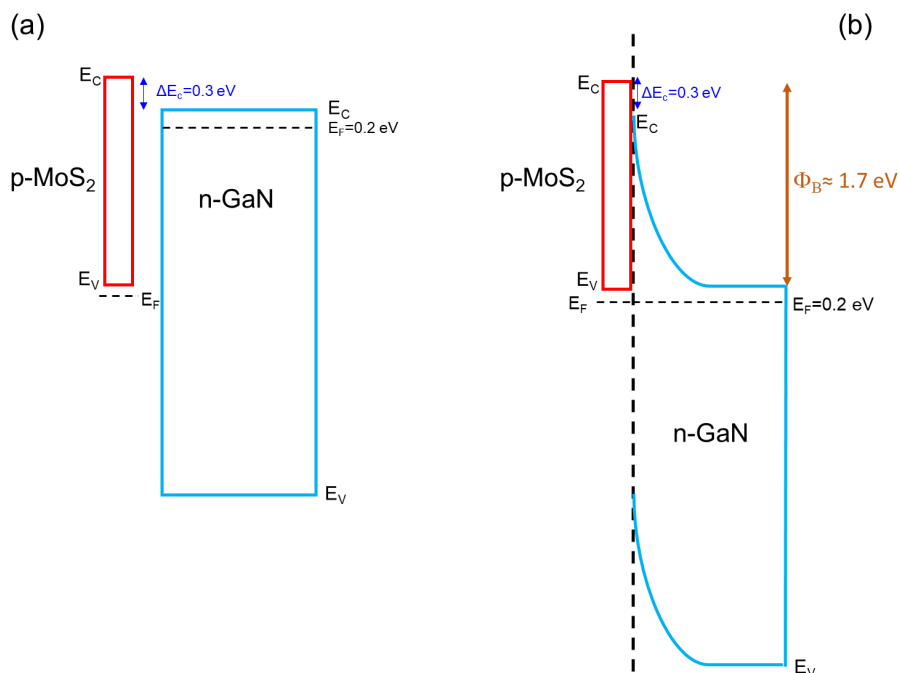 (a)
(b)
E_C
ΔE_c=0.3 eV
E_C
E_F=0.2 eV
p-MoS_2
n-GaN
E_V
E_F
E_V
E_C
ΔE_c=0.3 eV
E_C
p-MoS_2
Φ_B≈ 1.7 eV
E_V
E_F
E_F=0.2 eV
n-GaN
E_V